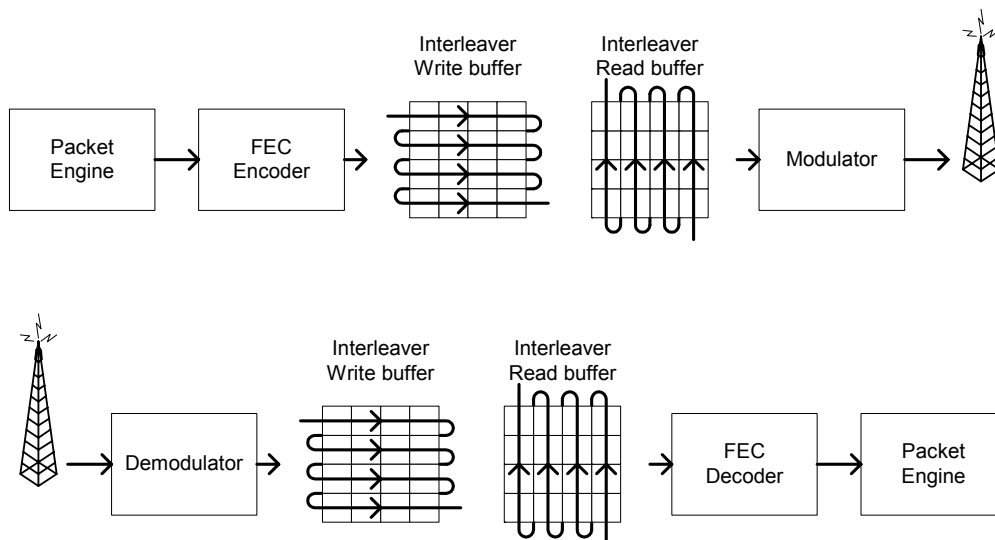 Interleaver
Write buffer
Interleaver
Read buffer
Packet
Engine
FEC
Encoder
Modulator
Interleaver
Write buffer
Interleaver
Read buffer
Demodulator
FEC
Decoder
Packet
Engine